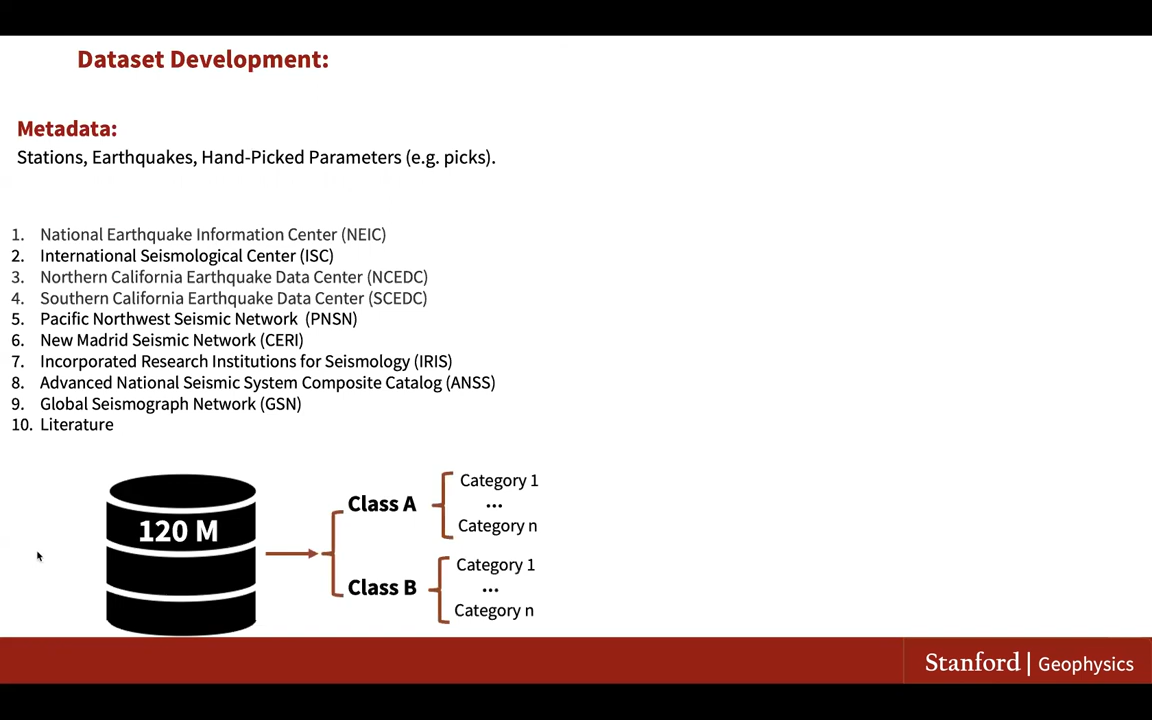 Dataset Development:
Metadata:
Stations, Earthquakes, Hand-Picked Parameters (e.g. picks).
1. National Earthquake Information Center (NEIC)
2. International Seismological Center (ISC)
3. Northern California Earthquake Data Center (NCEDC)
4. Southern California Earthquake Data Center (SCEDC)
5. Pacific Northwest Seismic Network (PNSN)
6. New Madrid Seismic Network (CERI)
7. Incorporated Research Institutions for Seismology (IRIS)
8. Advanced National Seismic System Composite Catalog (ANSS)
9. Global Seismograph Network (GSN)
10. Literature
120 M
Class A
Category 1
...
Category n
Class B
Category 1
...
Category n
Stanford | Geophysics